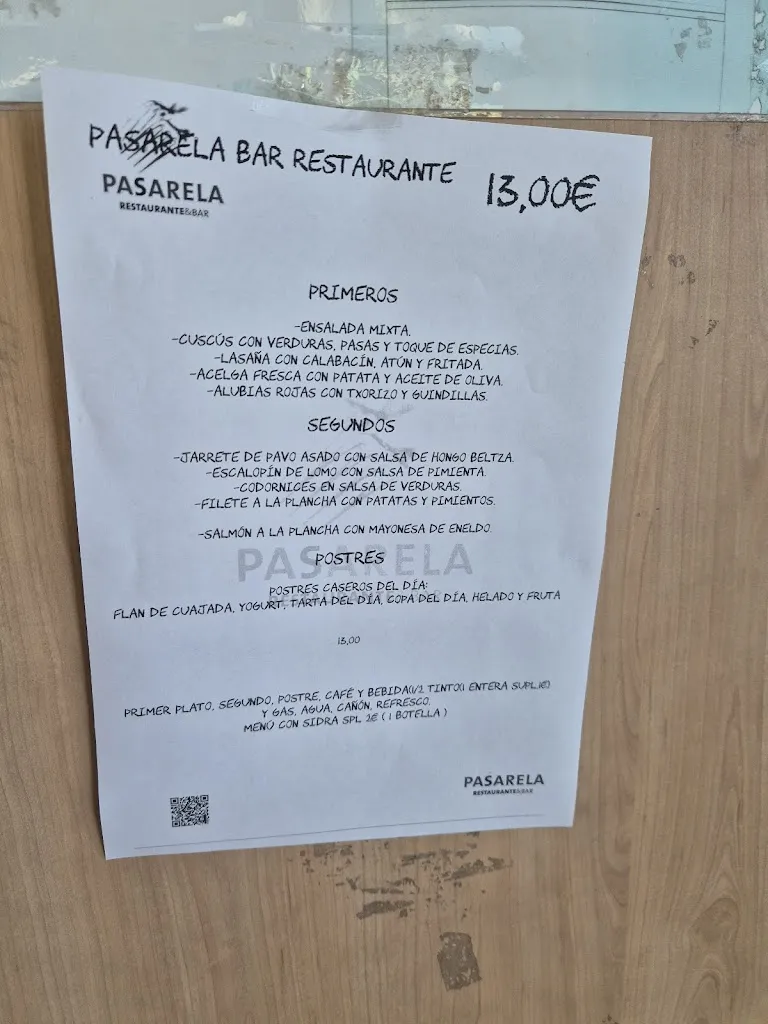 PASARELA BAR RESTAURANTE
13,00€
PASARELA
RESTAURANTE&BAR
PRIMEROS
-ENSALADA MIXTA.
-CUSCÚS CON VERDURAS, PASAS Y TOQUE DE ESPECIAS.
-LASAÑA CON CALABACÍN, ATÚN Y FRITADA.
-ACELGA FRESCA CON PATATA Y ACEITE DE OLIVA.
-ALUBIAS ROJAS CON TXORIZO Y GUINDILLAS.
SEGUNDOS
-JARRETE DE PAVO ASADO CON SALSA DE HONGO BELTZA.
-ESCALOPÍN DE LOMO CON SALSA DE PIMIENTA.
-CODORNICES EN SALSA DE VERDURAS.
-FILETE A LA PLANCHA CON PATATAS Y PIMIENTOS.
-SALMÓN A LA PLANCHA CON MAYONESA DE ENELDO.
PASARELA
POSTRES
POSTRES CASEROS DEL DÍA:
FLAN DE CUAJADA, YOGURT, TARTA DEL DÍA, COPA DEL DÍA, HELADO Y FRUTA
13,00
PRIMER PLATO, SEGUNDO, POSTRE, CAFÉ Y BEBIDA(1/2 TINTO(1 ENTERA SUPL.1€)
Y GAS, AGUA, CAÑÓN, REFRESCO.
MENÚ CON SIDRA SPL 2€ ( 1 BOTELLA )
PASARELA
RESTAURANTE&BAR